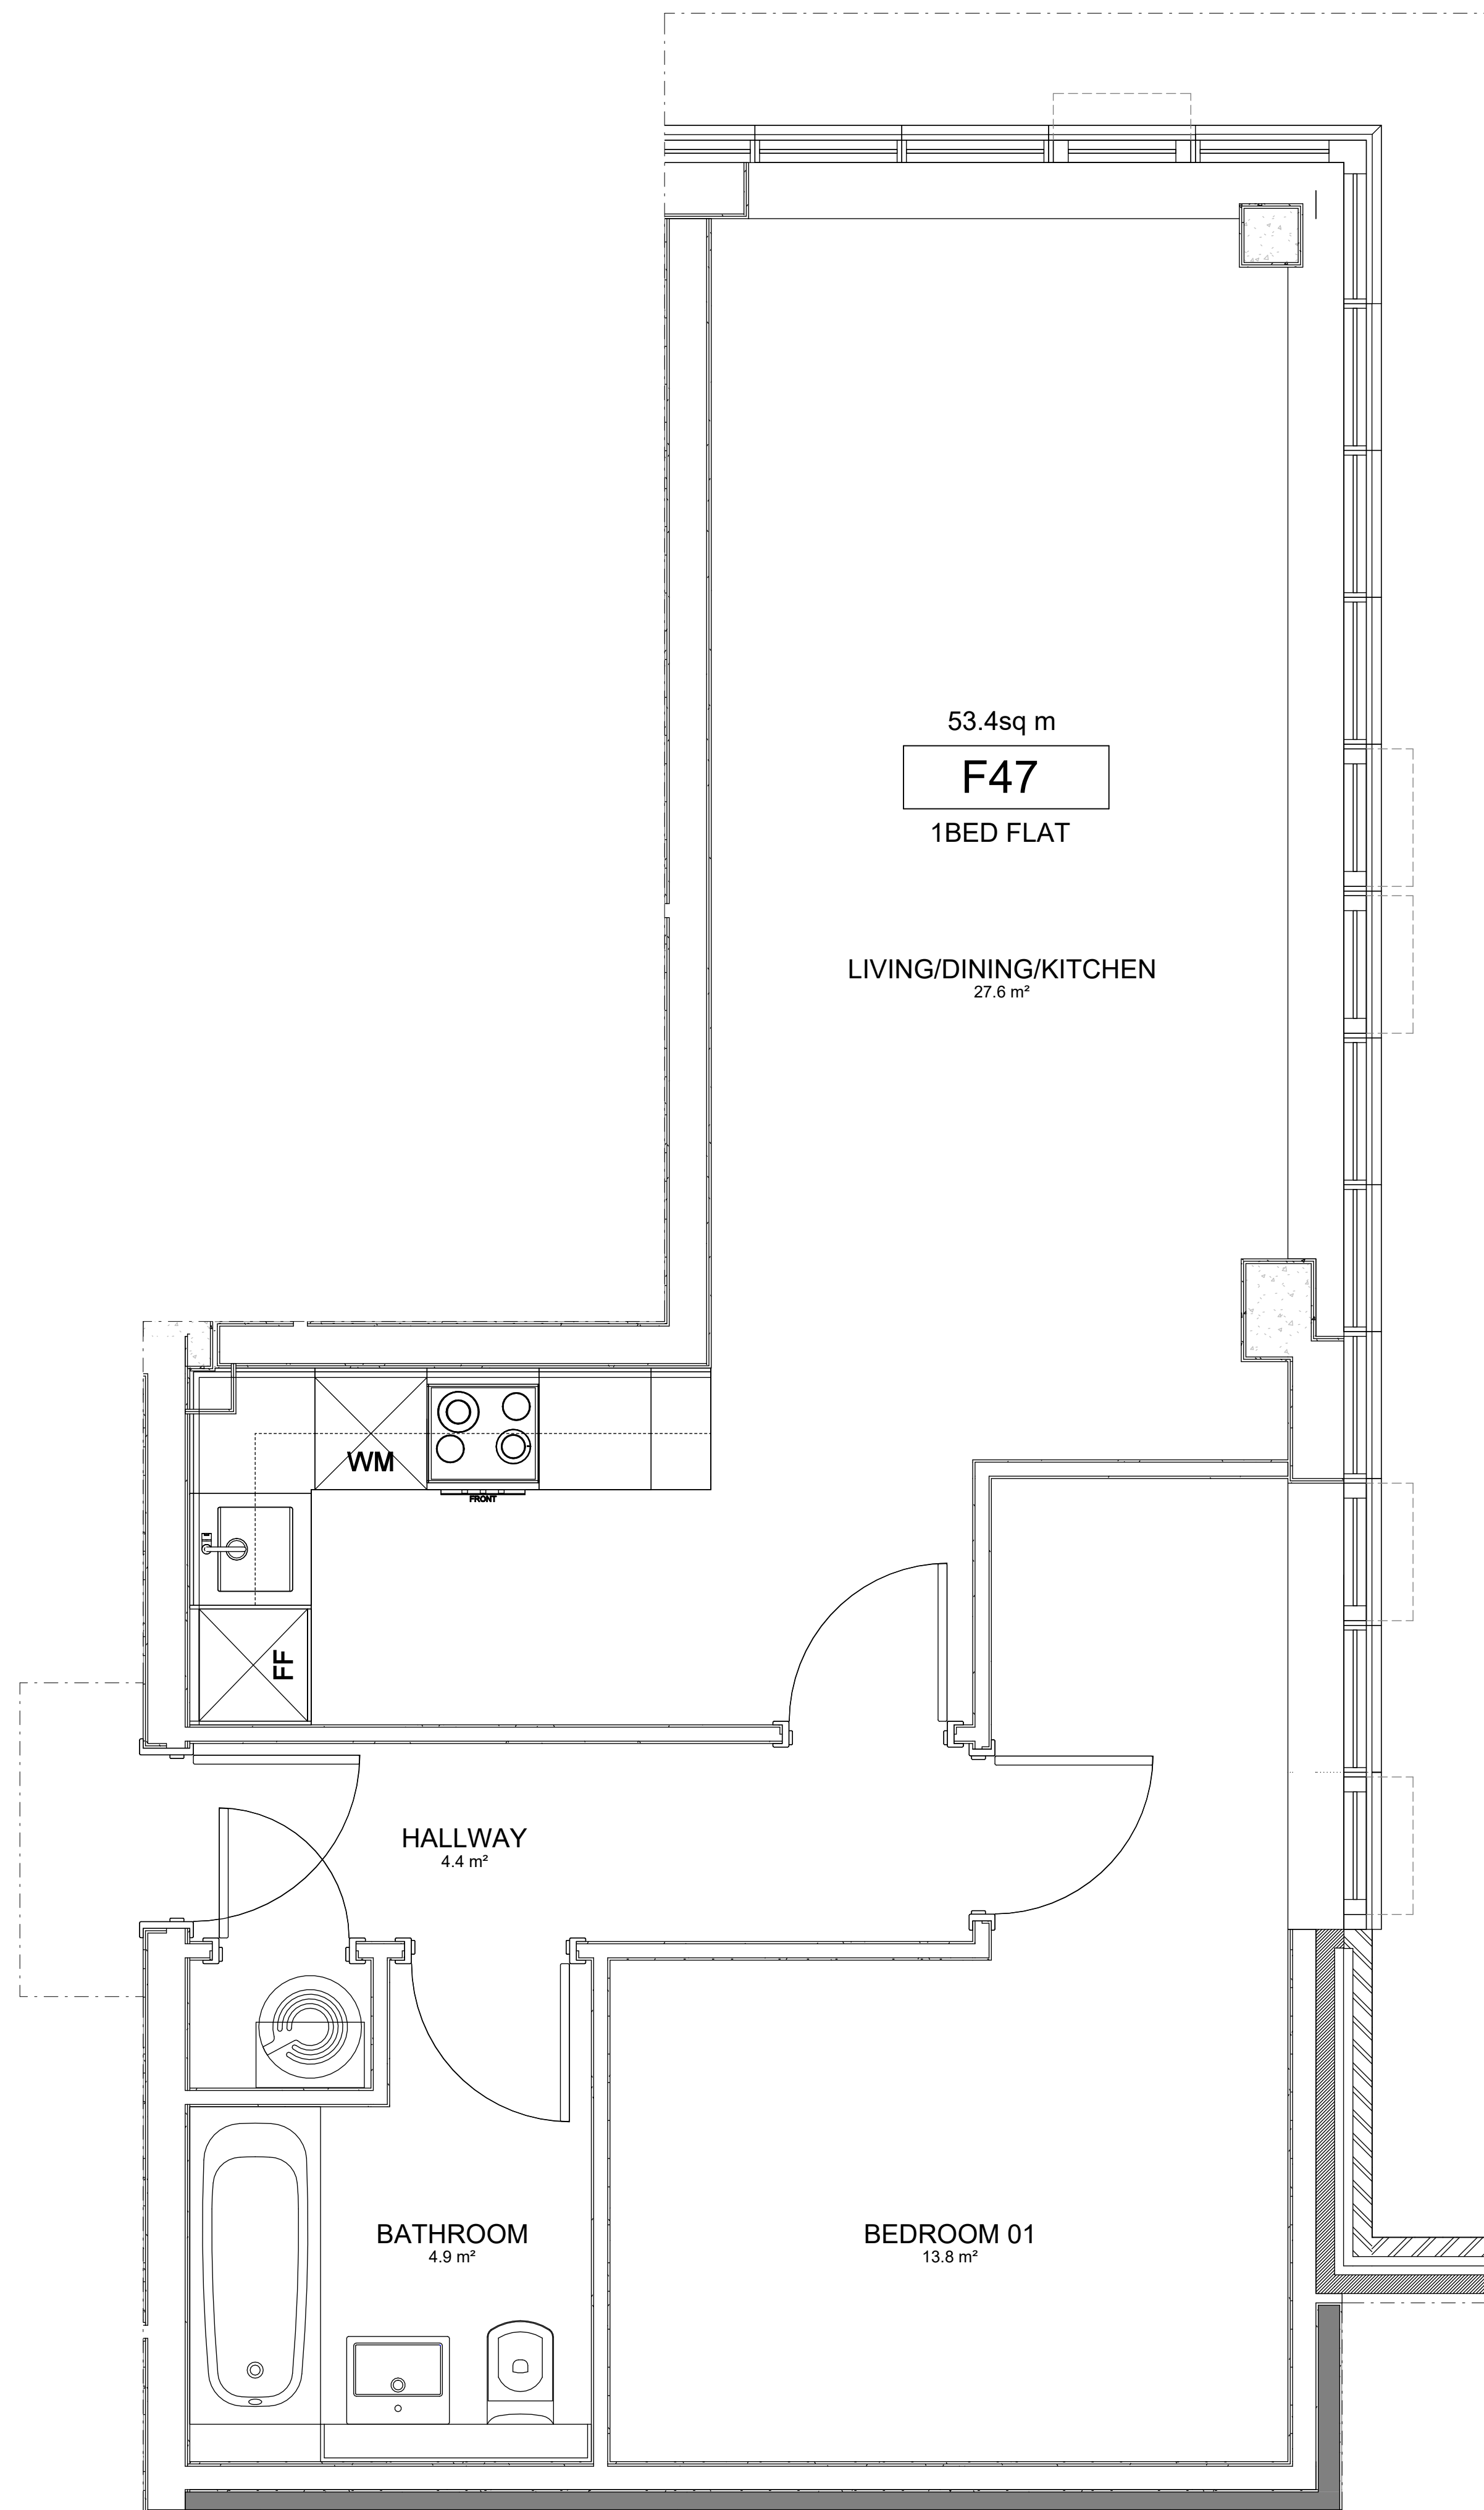 53.4sq m
F47
1BED FLAT
LIVING/DINING/KITCHEN
27.6 m²
WM
FRONT
FF
HALLWAY
4.4 m²
BATHROOM
4.9 m²
BEDROOM 01
13.8 m²